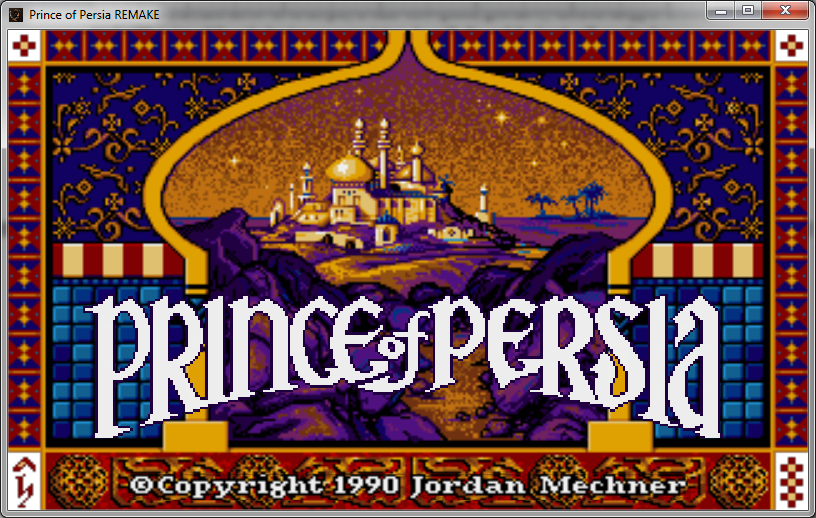 Prince of Persia REMAKE
PRINCE of PERSIA
©Copyright 1990 Jordan Mechner